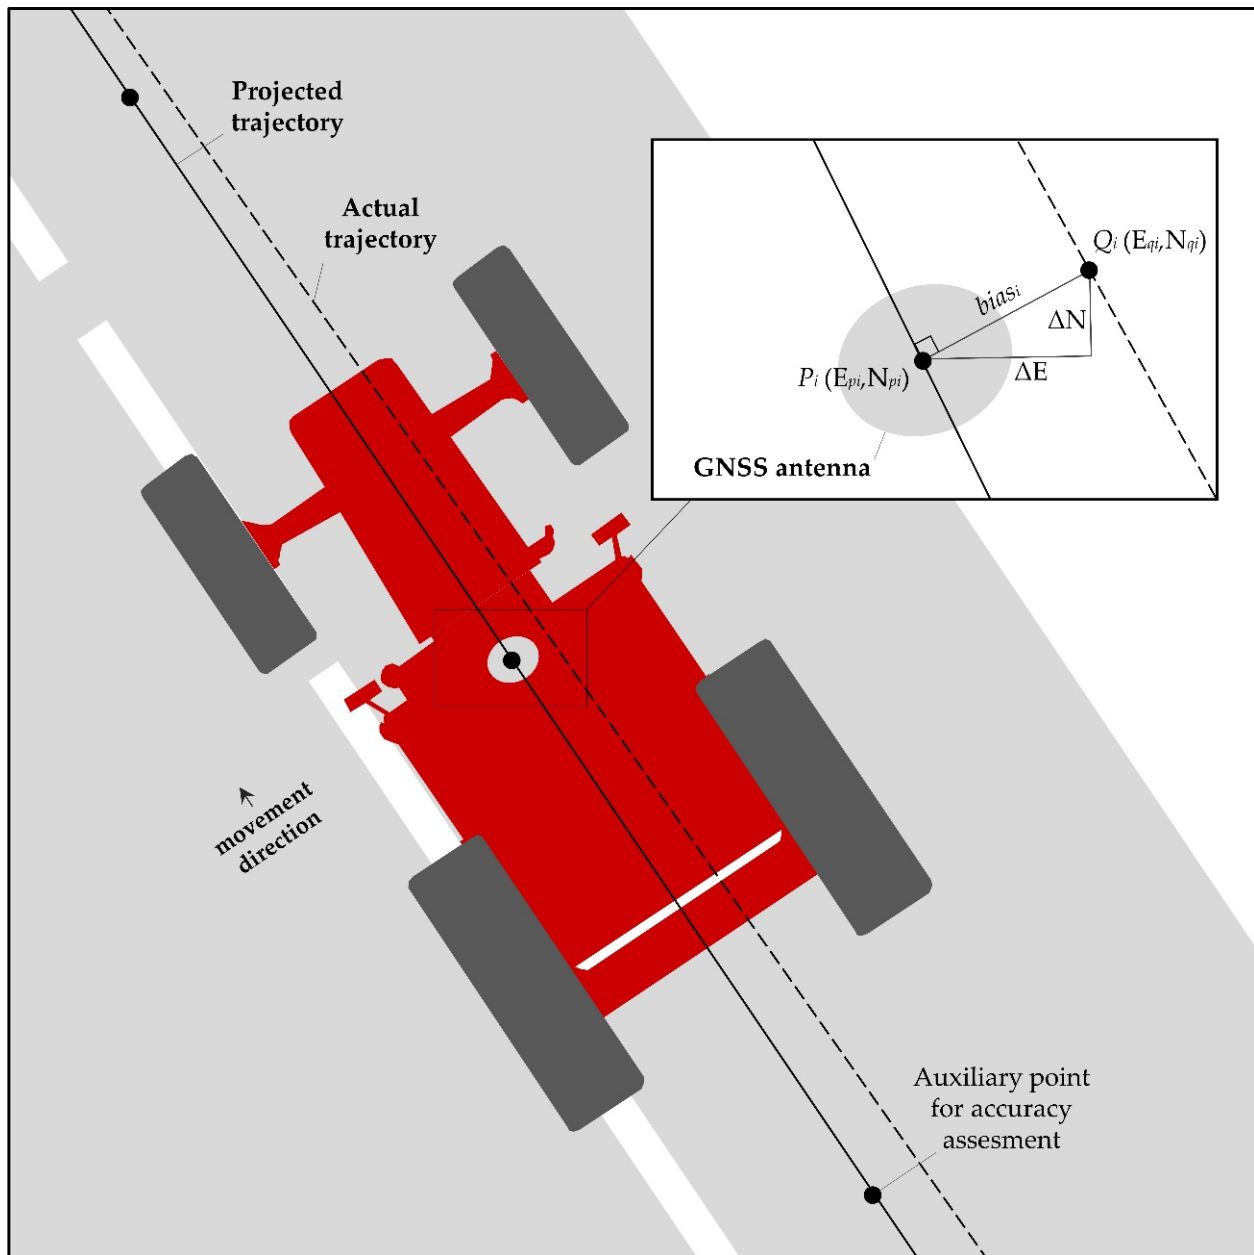 Projected
trajectory
Actual
trajectory
Qi (Eqi,Nqi)
biasi
ΔN
Pi (Epi,Npi)
ΔE
GNSS antenna
movement
direction
Auxiliary point
for accuracy
assesment